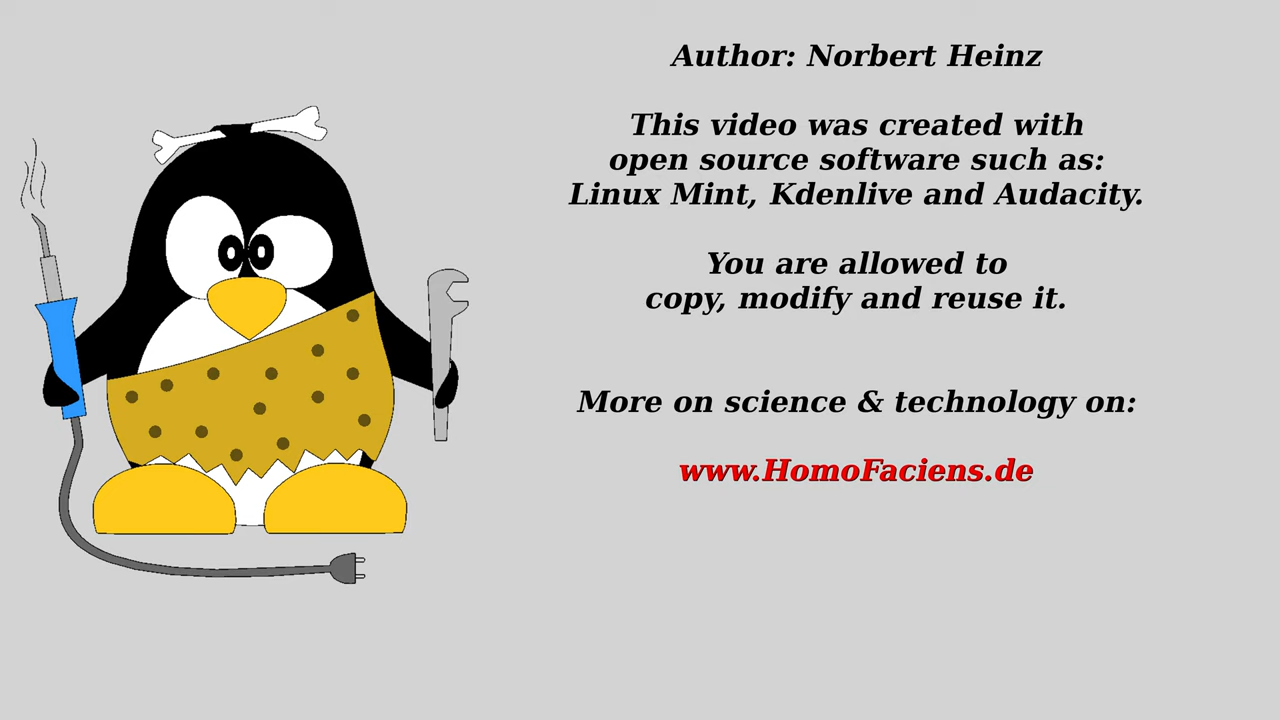 Author: Norbert Heinz
This video was created with
open source software such as:
Linux Mint, Kdenlive and Audacity.
You are allowed to
copy, modify and reuse it.
More on science & technology on:
www.HomoFaciens.de